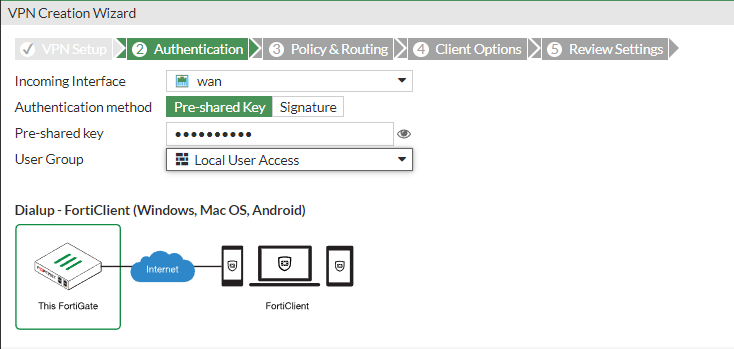 VPN Creation Wizard
VPN Setup 2 Authentication 3 Policy & Routing 4 Client Options 5 Review Settings
Incoming Interface wan
Authentication method Pre-shared Key Signature
Pre-shared key ••••••••••
User Group Local User Access
Dialup - FortiClient (Windows, Mac OS, Android)
Internet
This FortiGate FortiClient